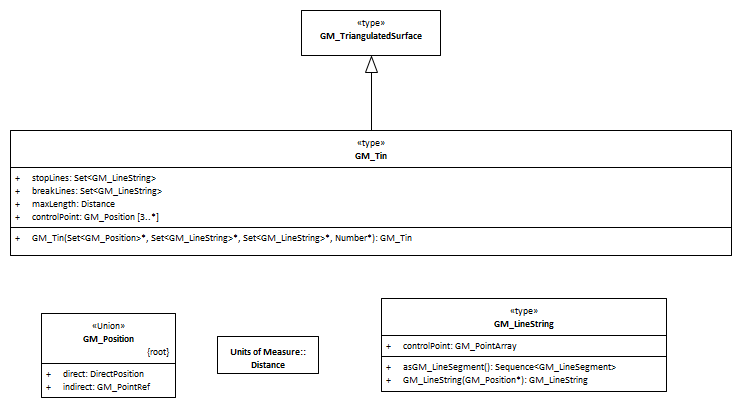 «type»
GM_TriangulatedSurface
«type»
GM_Tin
+ stopLines: Set<GM_LineString>
+ breakLines: Set<GM_LineString>
+ maxLength: Distance
+ controlPoint: GM_Position [3..*]
+ GM_Tin(Set<GM_Position>*, Set<GM_LineString>*, Set<GM_LineString>*, Number*): GM_Tin
«Union»
GM_Position
{root}
+ direct: DirectPosition
+ indirect: GM_PointRef
Units of Measure::
Distance
«type»
GM_LineString
+ controlPoint: GM_PointArray
+ asGM_LineSegment(): Sequence<GM_LineSegment>
+ GM_LineString(GM_Position*): GM_LineString